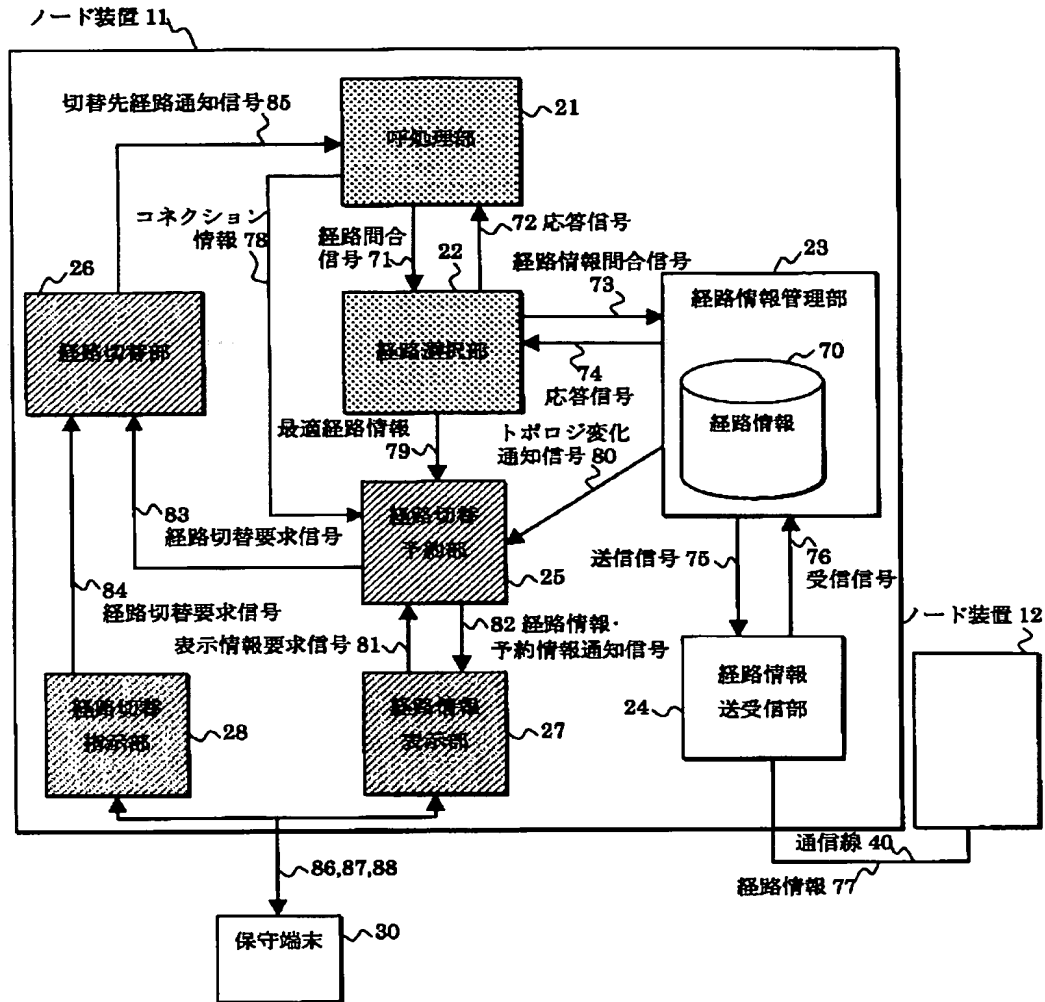 ノード装置 11
切替先経路通知信号 85
21
呼処理部
コネクション
情報 78
経路問合
信号 71
72 応答信号
22
経路情報問合信号
73
23
経路情報管理部
26
経路切替部
経路選択部
74
応答信号
70
経路情報
最適経路情報
79
トポロジ変化
通知信号 80
83
経路切替要求信号
経路切替
予約部
25
送信信号 75
76
受信信号
84
経路切替要求信号
表示情報要求信号 81
82 経路情報・
予約情報通知信号
ノード装置 12
経路切替
指示部
28
経路情報
表示部
27
24
経路情報
送受信部
通信線 40
経路情報 77
86,87,88
保守端末
30